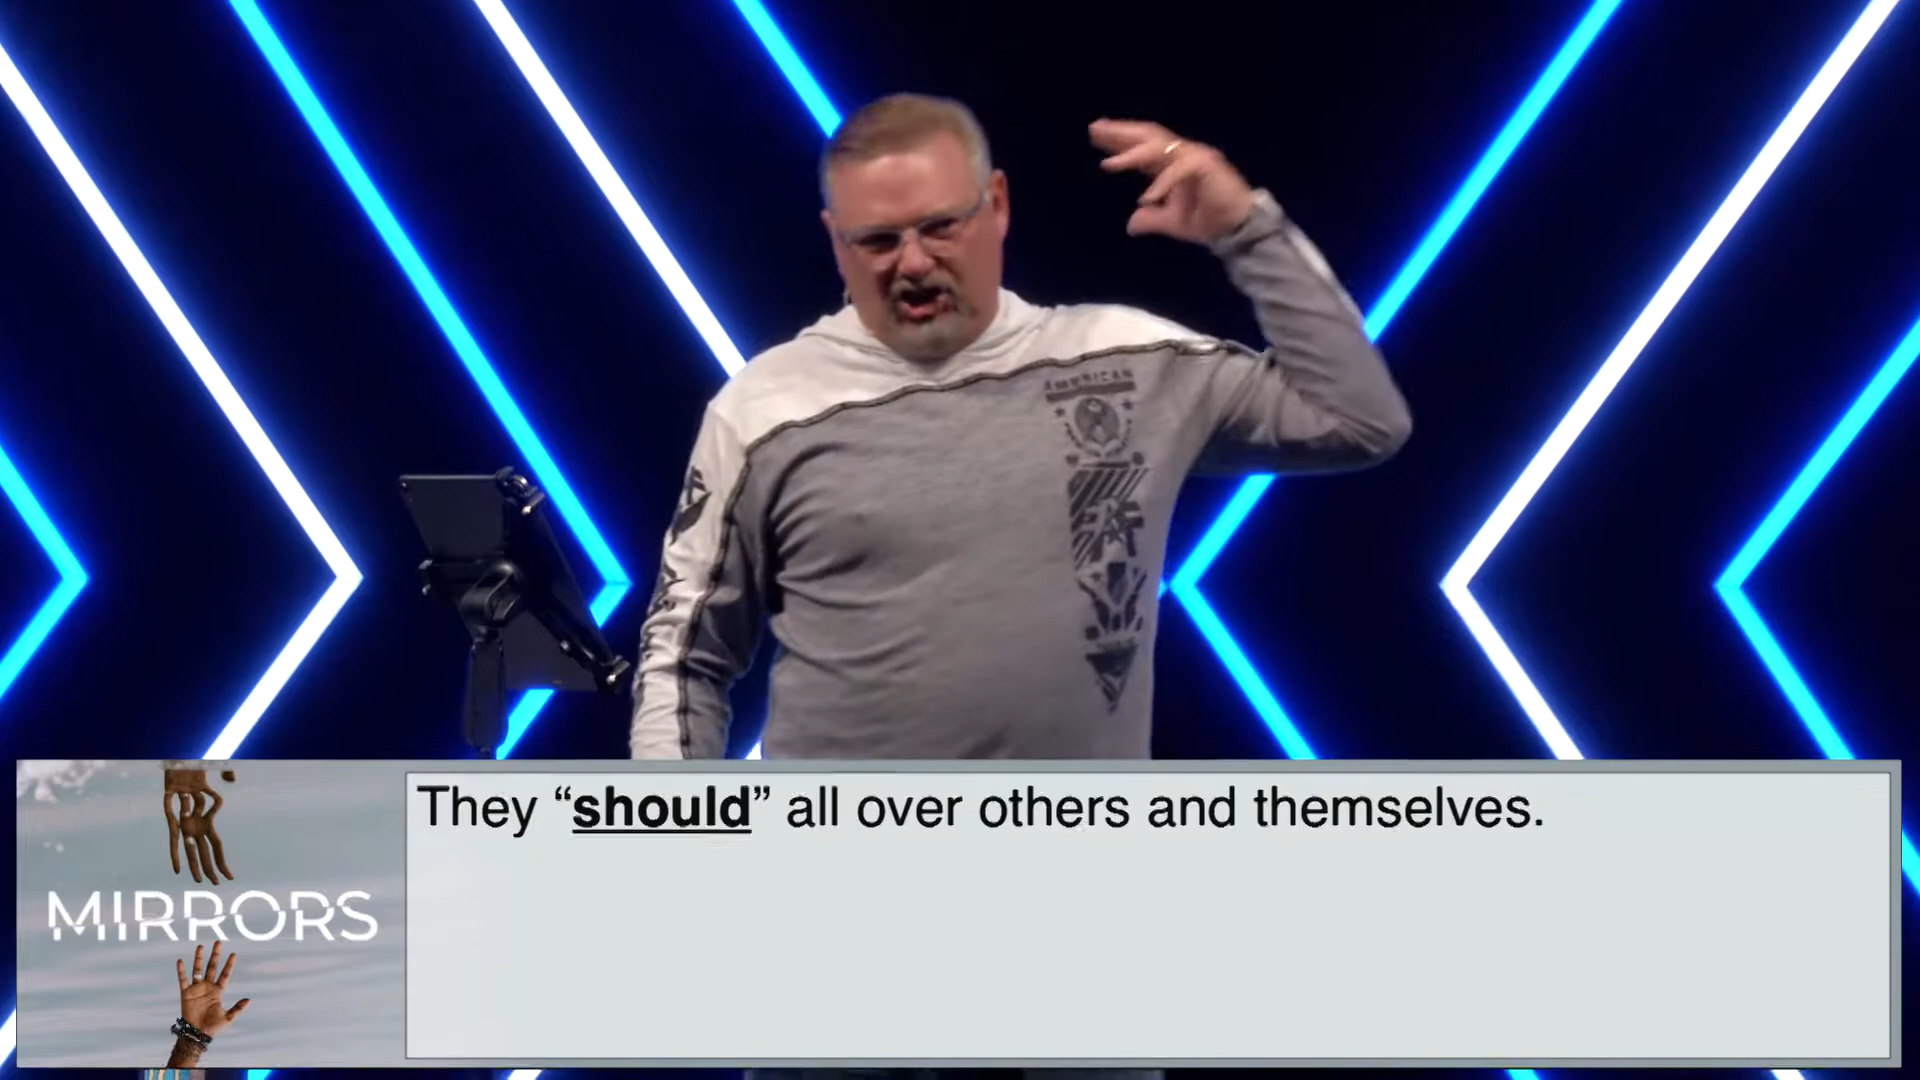 AMERICAN
They “should” all over others and themselves.
MIRRORS